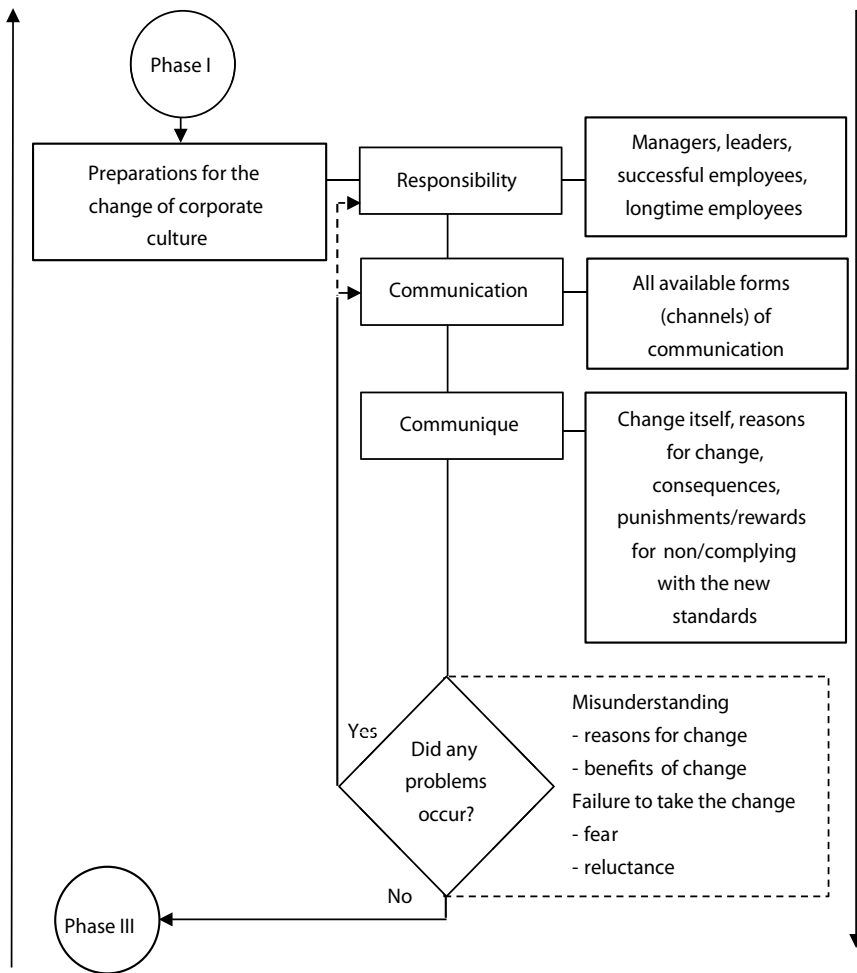 Phase I
Preparations for the
change of corporate
culture
Responsibility
Managers, leaders,
successful employees,
longtime employees
Communication
All available forms
(channels) of
communication
Communique
Change itself, reasons
for change,
consequences,
punishments/rewards
for non/complying
with the new
standards
Yes
Did any
problems
occur?
Misunderstanding
- reasons for change
- benefits of change
Failure to take the change
- fear
- reluctance
No
Phase III